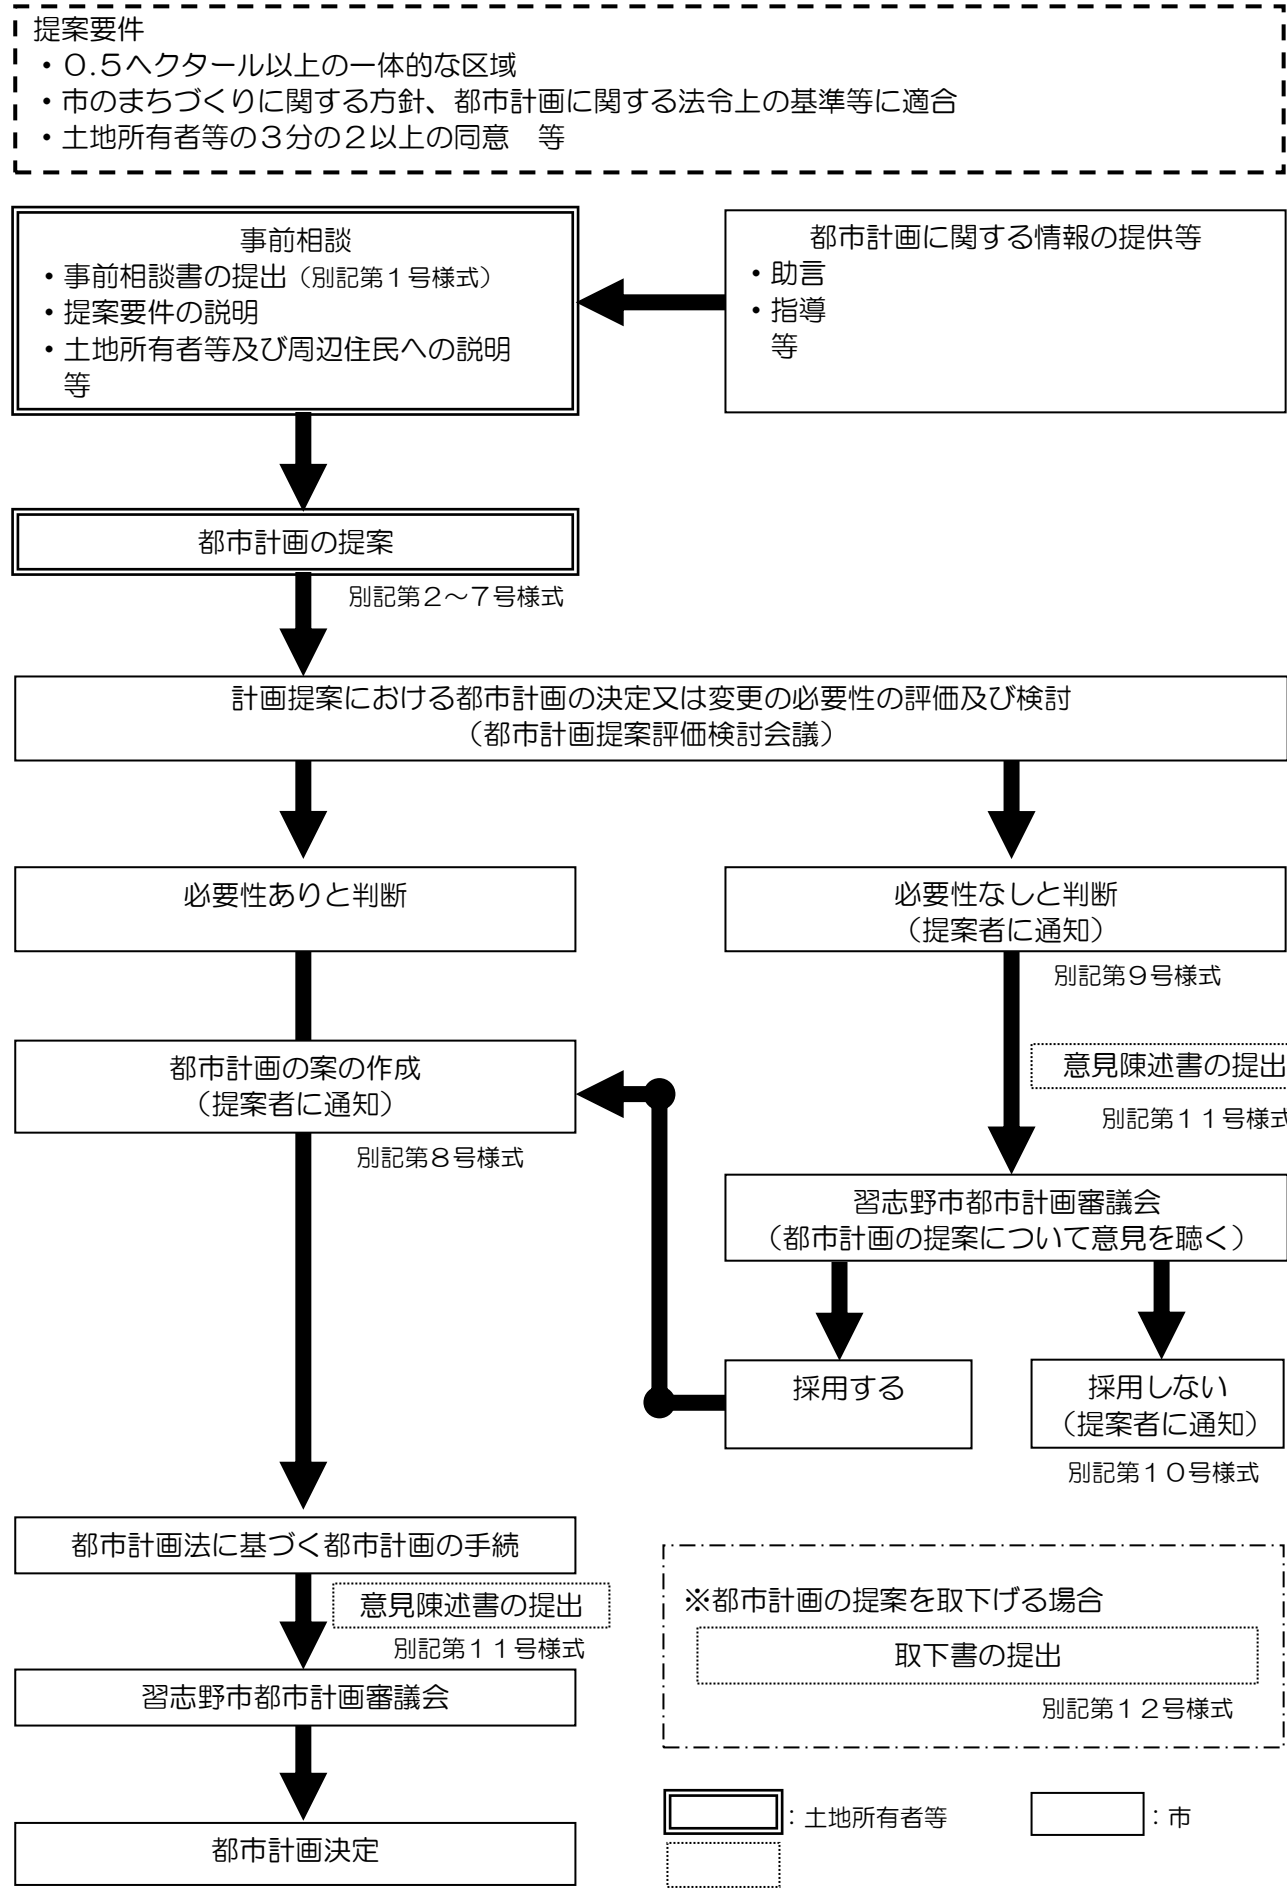 提案要件
・０.５ヘクタール以上の一体的な区域
・市のまちづくりに関する方針、都市計画に関する法令上の基準等に適合
・土地所有者等の３分の２以上の同意　等
事前相談
・事前相談書の提出（別記第１号様式）
・提案要件の説明
・土地所有者等及び周辺住民への説明
等
都市計画に関する情報の提供等
・助言
・指導
等
都市計画の提案
別記第２～７号様式
計画提案における都市計画の決定又は変更の必要性の評価及び検討
（都市計画提案評価検討会議）
必要性ありと判断
必要性なしと判断
（提案者に通知）
別記第９号様式
都市計画の案の作成
（提案者に通知）
別記第８号様式
意見陳述書の提出
別記第１１号様式
習志野市都市計画審議会
（都市計画の提案について意見を聴く）
採用する
採用しない
（提案者に通知）
別記第１０号様式
都市計画法に基づく都市計画の手続
意見陳述書の提出
別記第１１号様式
習志野市都市計画審議会
都市計画決定
※都市計画の提案を取下げる場合
取下書の提出
別記第１２号様式
：土地所有者等
：市